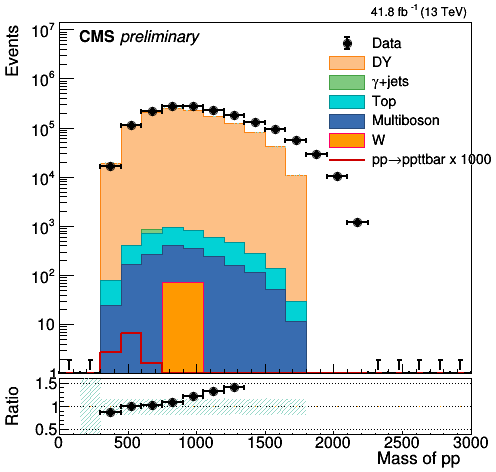 41.8 fb⁻¹ (13 TeV)
CMS preliminary
Events
10⁷
10⁶
10⁵
10⁴
10³
10²
10
1
Data
DY
γ+jets
Top
Multiboson
W
pp→ppttbar x 1000
Ratio
1.5
1
0.5
0 500 1000 1500 2000 2500 3000
Mass of pp